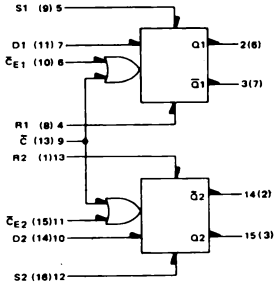 S1 (9) 5
D1 (11) 7
Q1 2(6)
C̅E1 (10) 6
Q̅1 3(7)
R1 (8) 4
C̅ (13) 9
R2 (1)13
Q̅2 14(2)
C̅E2 (15)11
D2 (14)10
Q2 15(3)
S2 (16)12